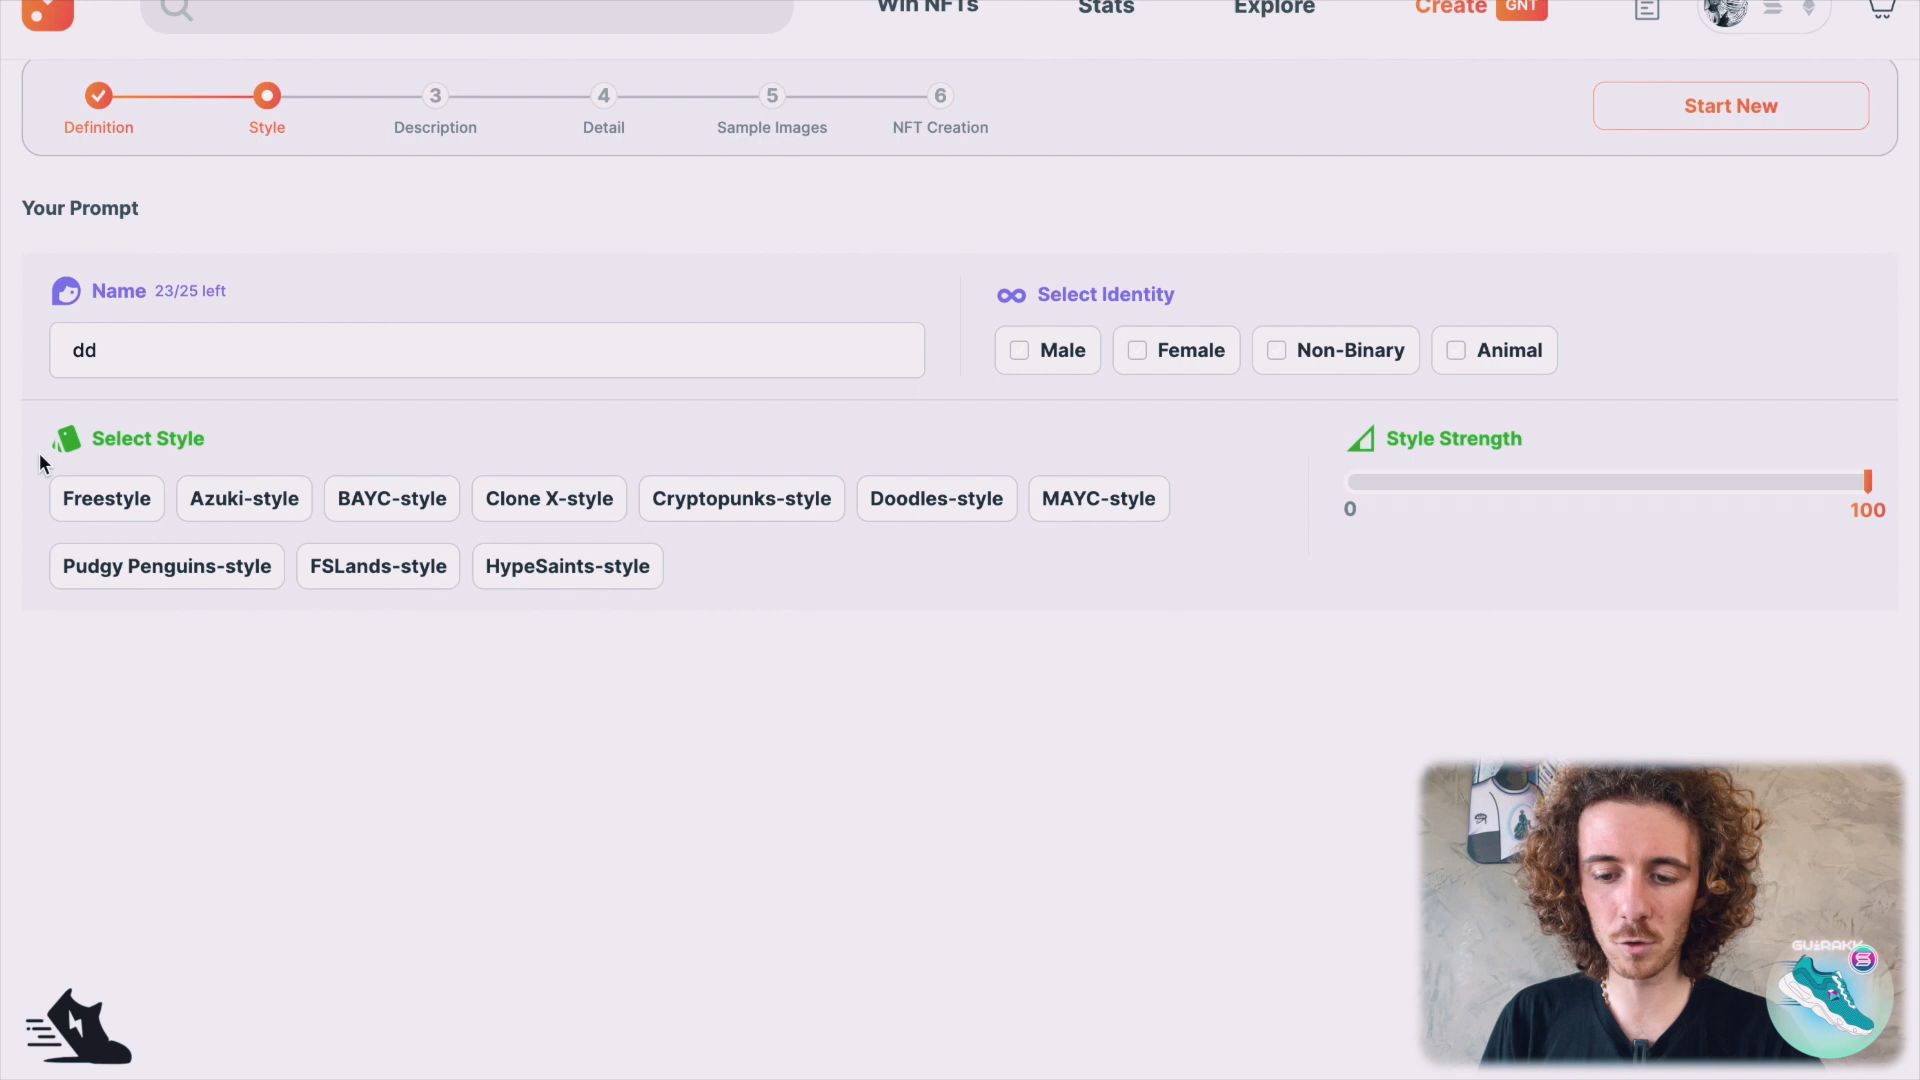 Win NFTs Stats Explore Create GNT
3 4 5 6
Definition Style Description Detail Sample Images NFT Creation
Start New
Your Prompt
Name 23/25 left
Select Identity
dd
Male Female Non-Binary Animal
Select Style
Style Strength
Freestyle Azuki-style BAYC-style Clone X-style Cryptopunks-style Doodles-style MAYC-style
0 100
Pudgy Penguins-style FSLands-style HypeSaints-style
GUIRAKK